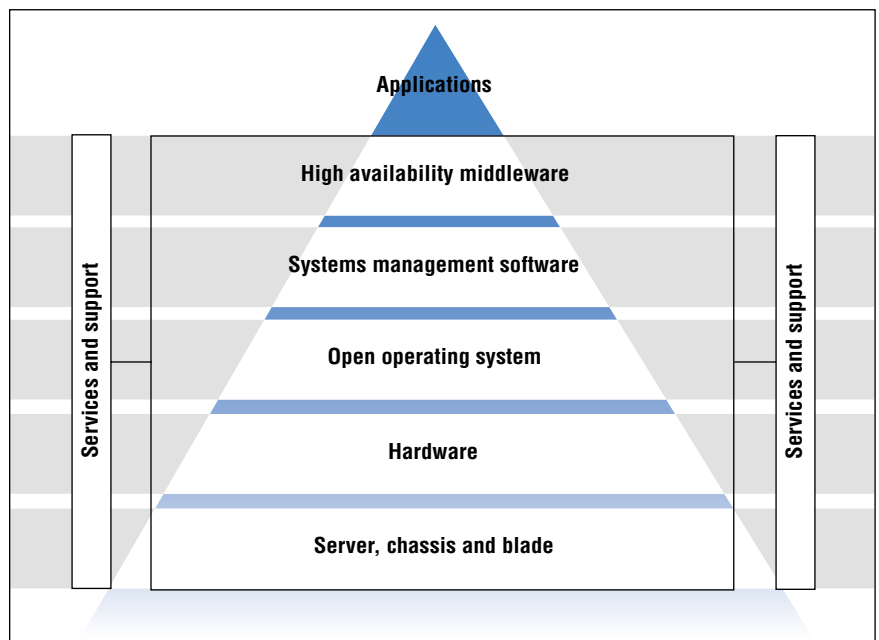 Applications
High availability middleware
Systems management software
Open operating system
Hardware
Server, chassis and blade
Services and support
Services and support